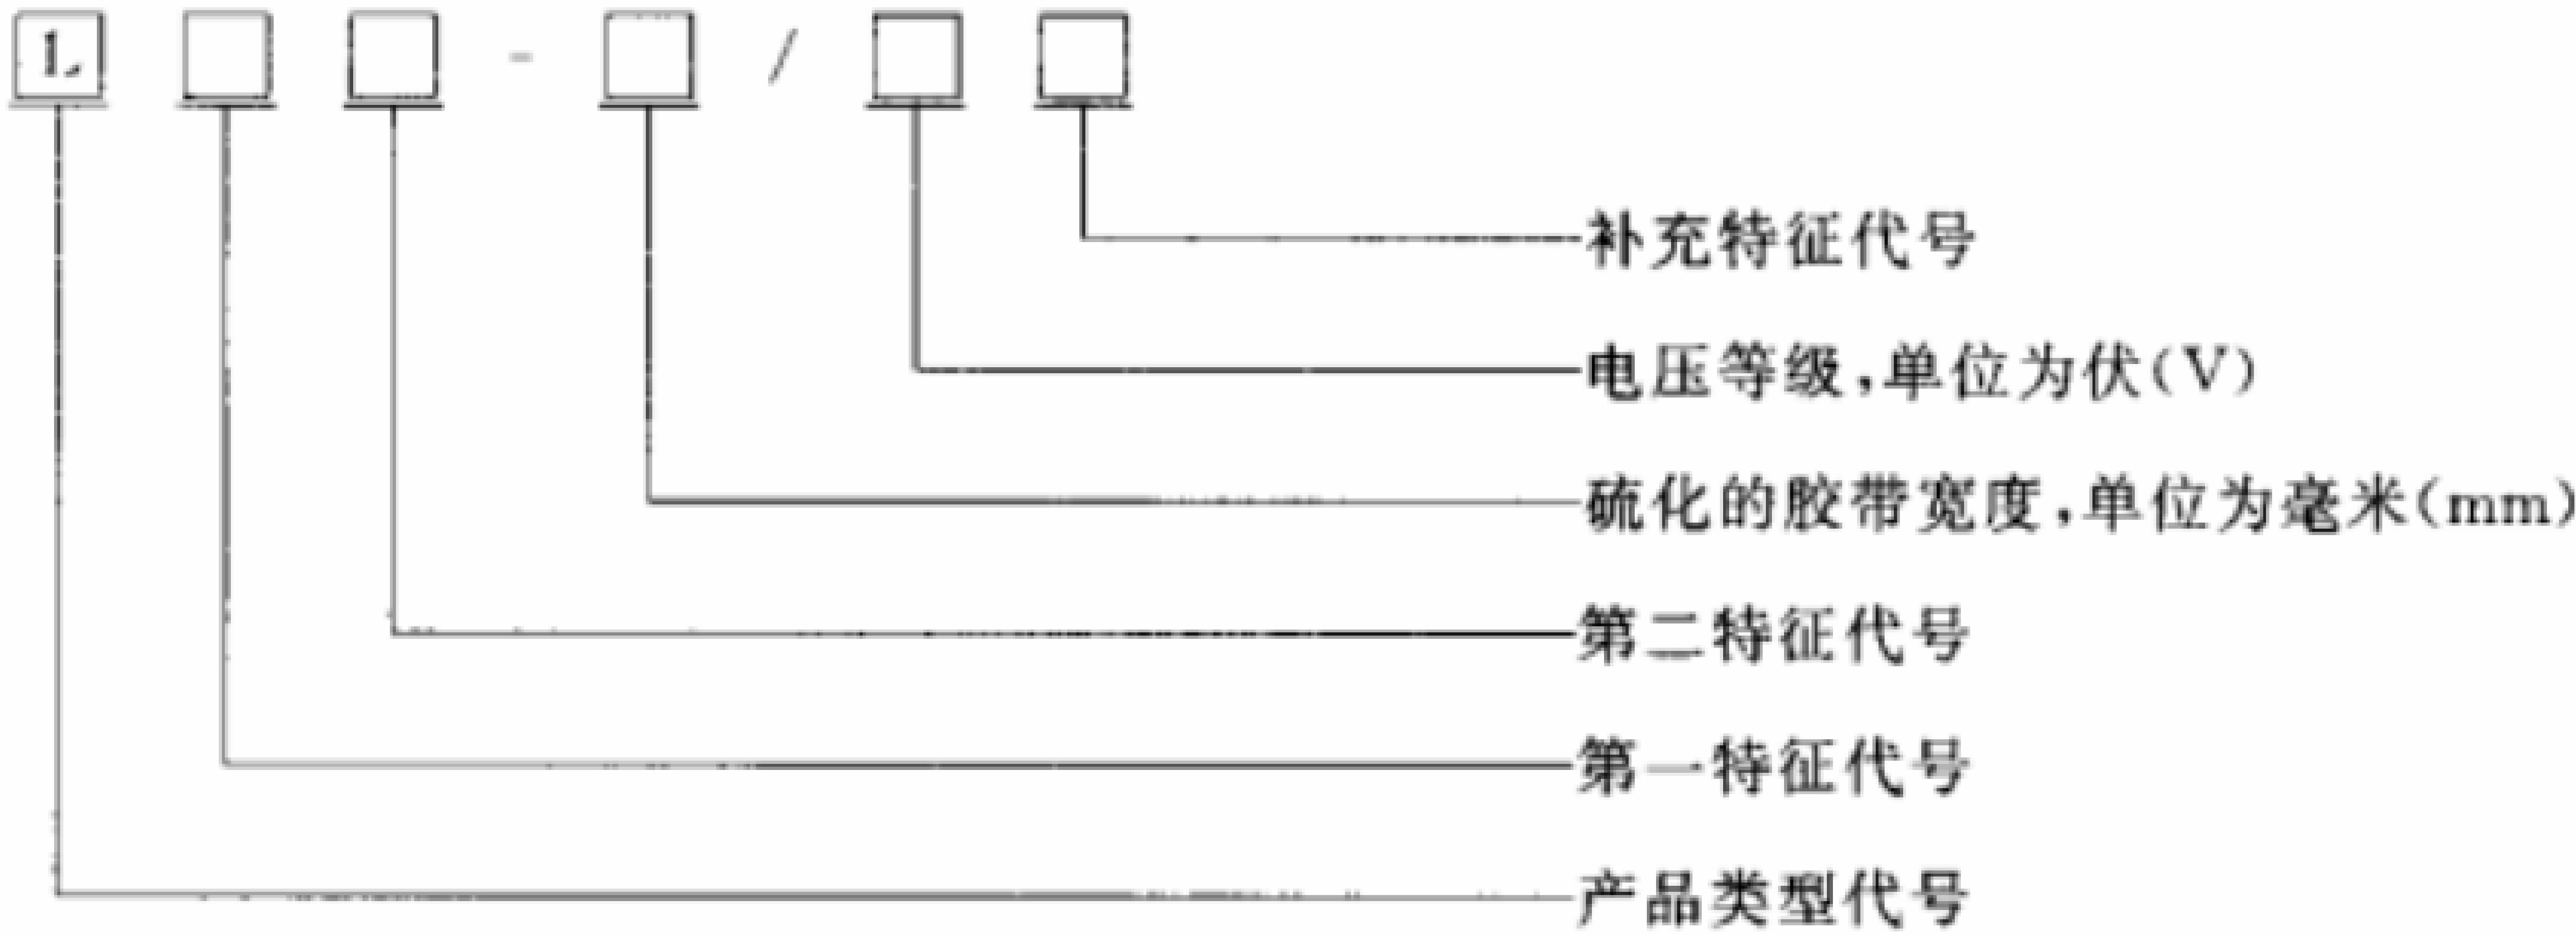 L □ □ - □ / □ □
补充特征代号
电压等级,单位为伏(V)
硫化的胶带宽度,单位为毫米(mm)
第二特征代号
第一特征代号
产品类型代号